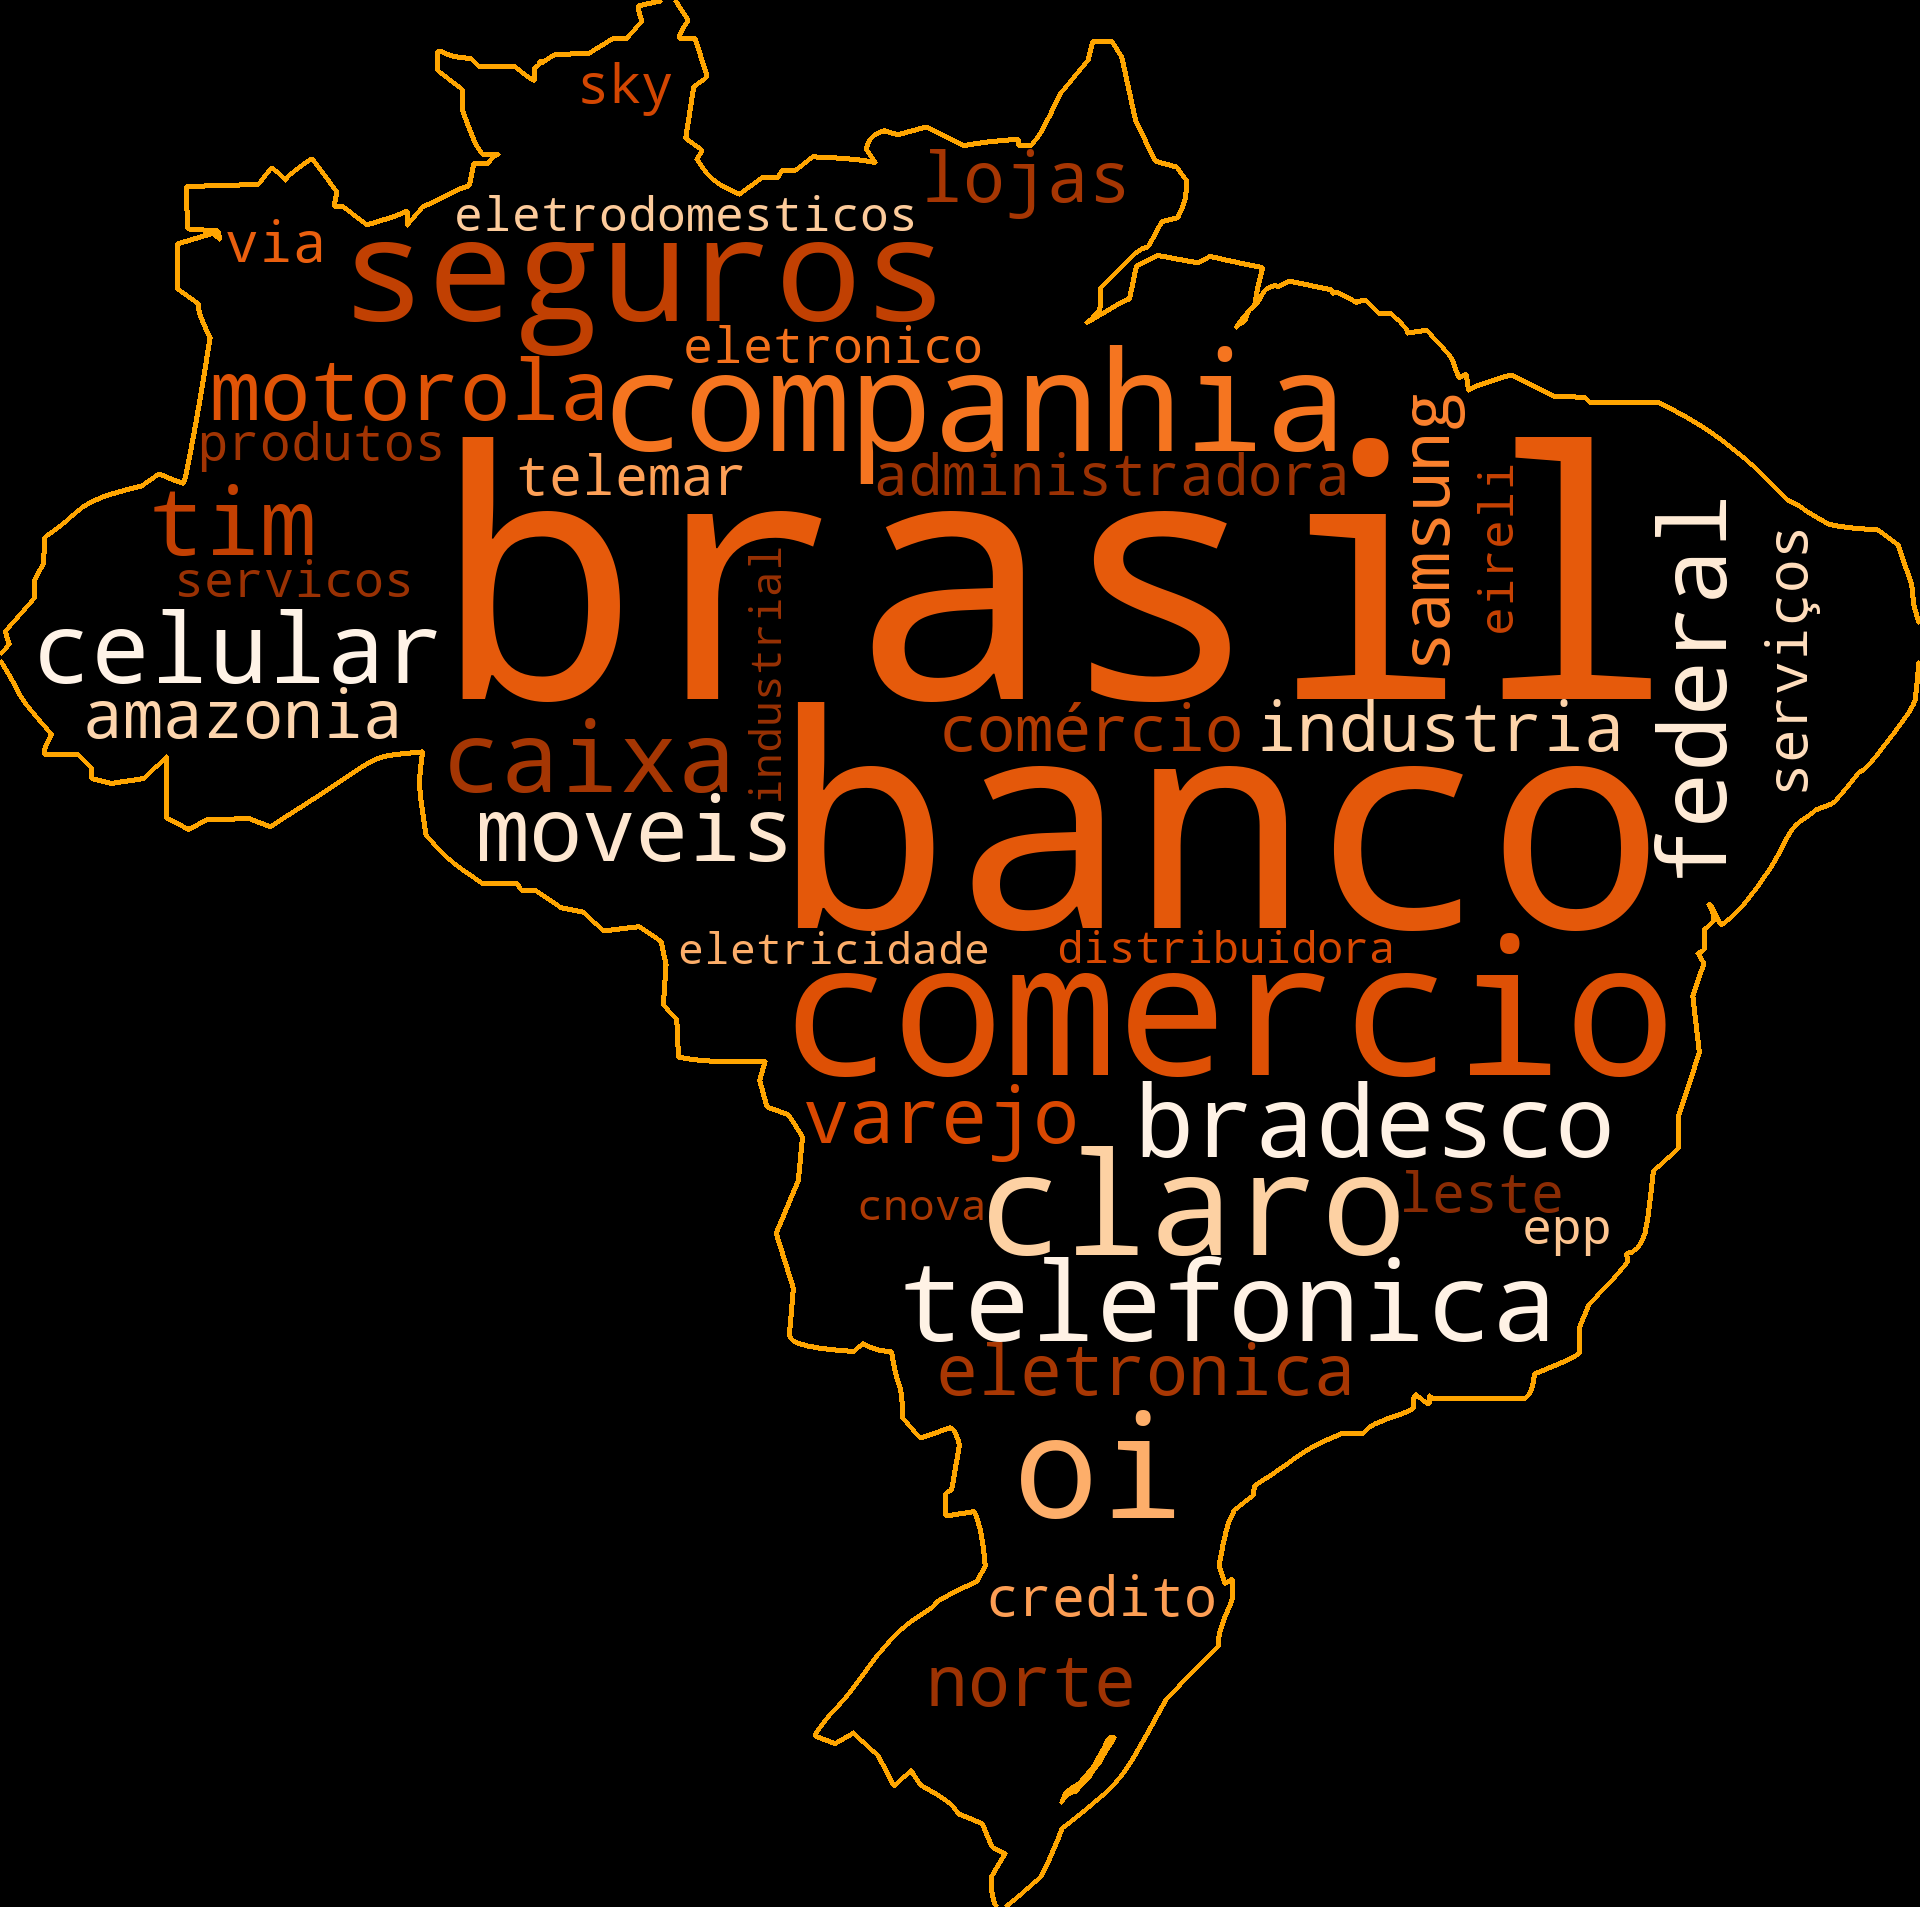 sky
lojas
eletrodomesticos
via
seguros
eletronico
motorola
companhia
produtos
telemar
administradora
samsung
eireli
tim
brasil
federal
serviços
servicos
industrial
celular
amazonia
caixa
comércio
industria
moveis
banco
eletricidade
distribuidora
comercio
varejo
bradesco
cnova
claro
leste
epp
telefonica
eletronica
oi
credito
norte